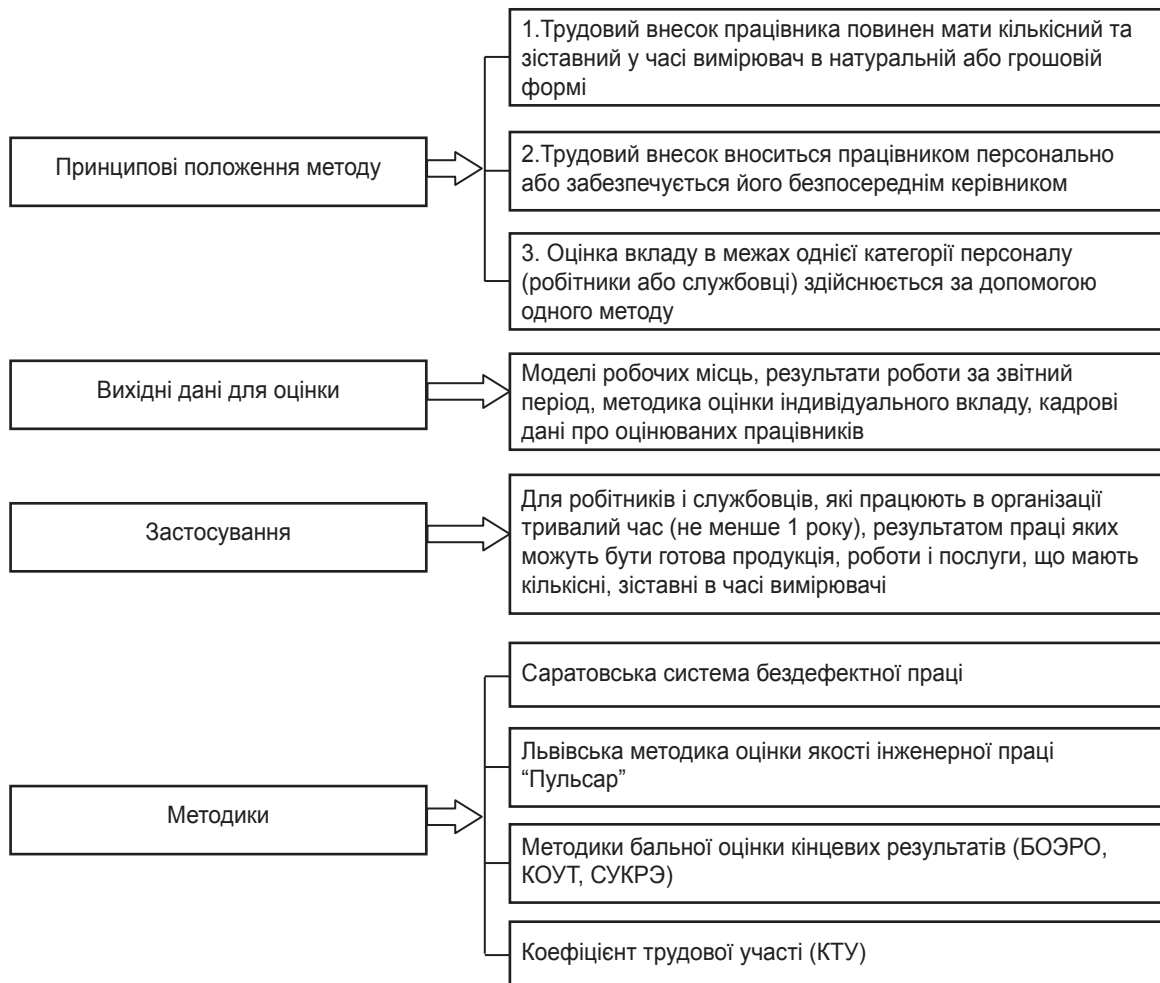 1.Трудовий внесок працівника повинен мати кількісний та
зіставний у часі вимірювач в натуральній або грошовій
формі
Принципові положення методу
2.Трудовий внесок вноситься працівником персонально
або забезпечується його безпосереднім керівником
3. Оцінка вкладу в межах однієї категорії персоналу
(робітники або службовці) здійснюється за допомогою
одного методу
Вихідні дані для оцінки
Моделі робочих місць, результати роботи за звітний
період, методика оцінки індивідуального вкладу, кадрові
дані про оцінюваних працівників
Застосування
Для робітників і службовців, які працюють в організації
тривалий час (не менше 1 року), результатом праці яких
можуть бути готова продукція, роботи і послуги, що мають
кількісні, зіставні в часі вимірювачі
Методики
Саратовська система бездефектної праці
Львівська методика оцінки якості інженерної праці
“Пульсар”
Методики бальної оцінки кінцевих результатів (БОЭРО,
КОУТ, СУКРЭ)
Коефіцієнт трудової участі (КТУ)